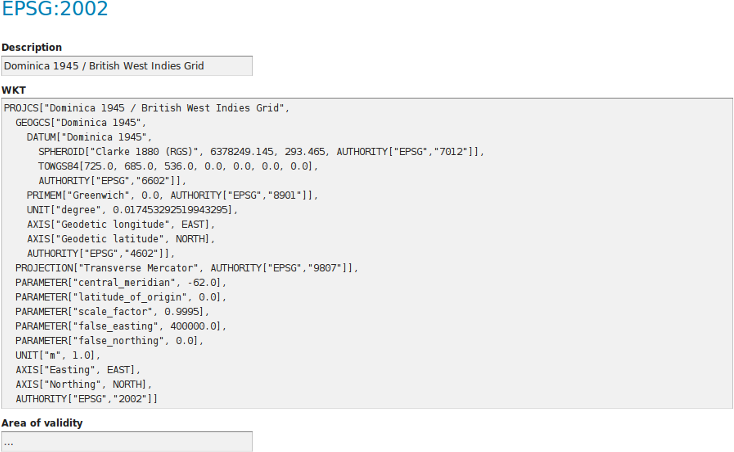 EPSG:2002
Description
Dominica 1945 / British West Indies Grid
WKT
PROJCS["Dominica 1945 / British West Indies Grid",
  GEOGCS["Dominica 1945",
    DATUM["Dominica 1945",
      SPHEROID["Clarke 1880 (RGS)", 6378249.145, 293.465, AUTHORITY["EPSG","7012"]],
      TOWGS84[725.0, 685.0, 536.0, 0.0, 0.0, 0.0, 0.0],
      AUTHORITY["EPSG","6602"]],
    PRIMEM["Greenwich", 0.0, AUTHORITY["EPSG","8901"]],
    UNIT["degree", 0.017453292519943295],
    AXIS["Geodetic longitude", EAST],
    AXIS["Geodetic latitude", NORTH],
    AUTHORITY["EPSG","4602"]],
  PROJECTION["Transverse Mercator", AUTHORITY["EPSG","9807"]],
  PARAMETER["central_meridian", -62.0],
  PARAMETER["latitude_of_origin", 0.0],
  PARAMETER["scale_factor", 0.9995],
  PARAMETER["false_easting", 400000.0],
  PARAMETER["false_northing", 0.0],
  UNIT["m", 1.0],
  AXIS["Easting", EAST],
  AXIS["Northing", NORTH],
  AUTHORITY["EPSG","2002"]]
Area of validity
...